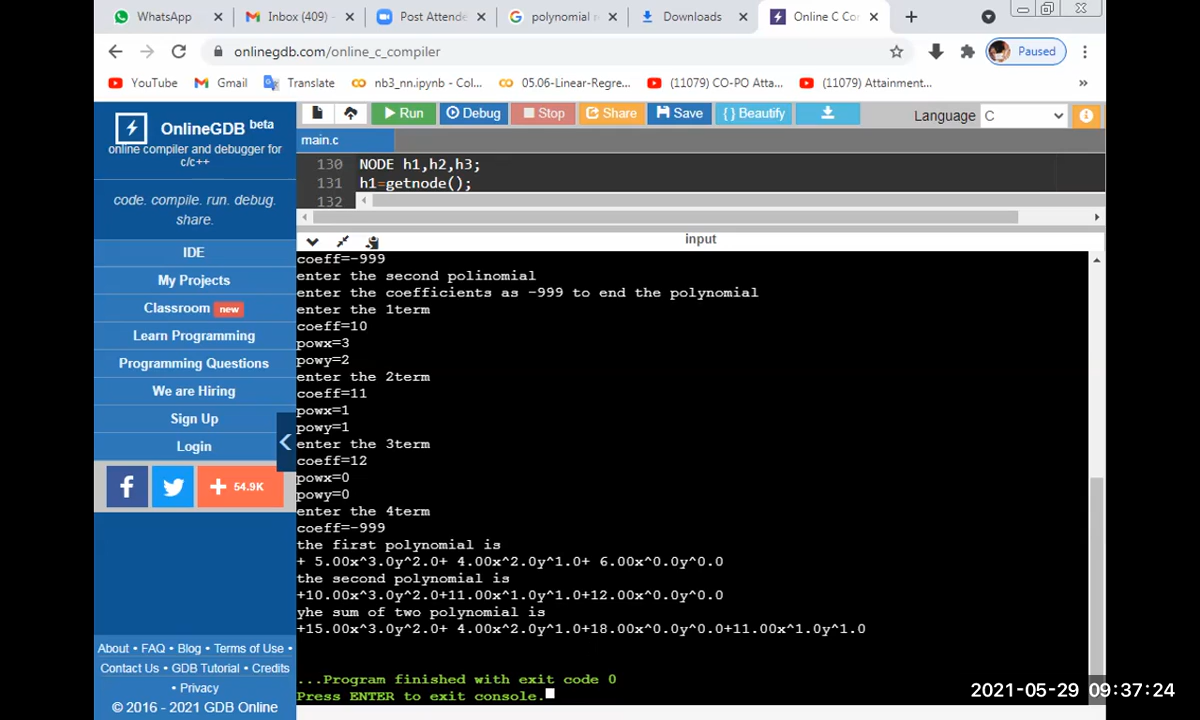 WhatsApp
Inbox (409) -
Post Attende
polynomial r
Downloads
Online C Co
onlinegdb.com/online_c_compiler
Paused
YouTube
Gmail
Translate
nb3_nn.ipynb - Col...
05.06-Linear-Regre...
(11079) CO-PO Atta...
(11079) Attainment...
»
OnlineGDB beta
online compiler and debugger for
c/c++
code. compile. run. debug.
share.
IDE
My Projects
Classroom new
Learn Programming
Programming Questions
We are Hiring
Sign Up
Login
+ 54.9K
About • FAQ • Blog • Terms of Use •
Contact Us • GDB Tutorial • Credits
• Privacy
© 2016 - 2021 GDB Online
Run
Debug
Stop
Share
Save
{ } Beautify
Language C
main.c
130 NODE h1,h2,h3;
131 h1=getnode();
132
input
coeff=-999
enter the second polinomial
enter the coefficients as -999 to end the polynomial
enter the 1term
coeff=10
powx=3
powy=2
enter the 2term
coeff=11
powx=1
powy=1
enter the 3term
coeff=12
powx=0
powy=0
enter the 4term
coeff=-999
the first polynomial is
+ 5.00x^3.0y^2.0+ 4.00x^2.0y^1.0+ 6.00x^0.0y^0.0
the second polynomial is
+10.00x^3.0y^2.0+11.00x^1.0y^1.0+12.00x^0.0y^0.0
yhe sum of two polynomial is
+15.00x^3.0y^2.0+ 4.00x^2.0y^1.0+18.00x^0.0y^0.0+11.00x^1.0y^1.0
...Program finished with exit code 0
Press ENTER to exit console.
2021-05-29 09:37:24